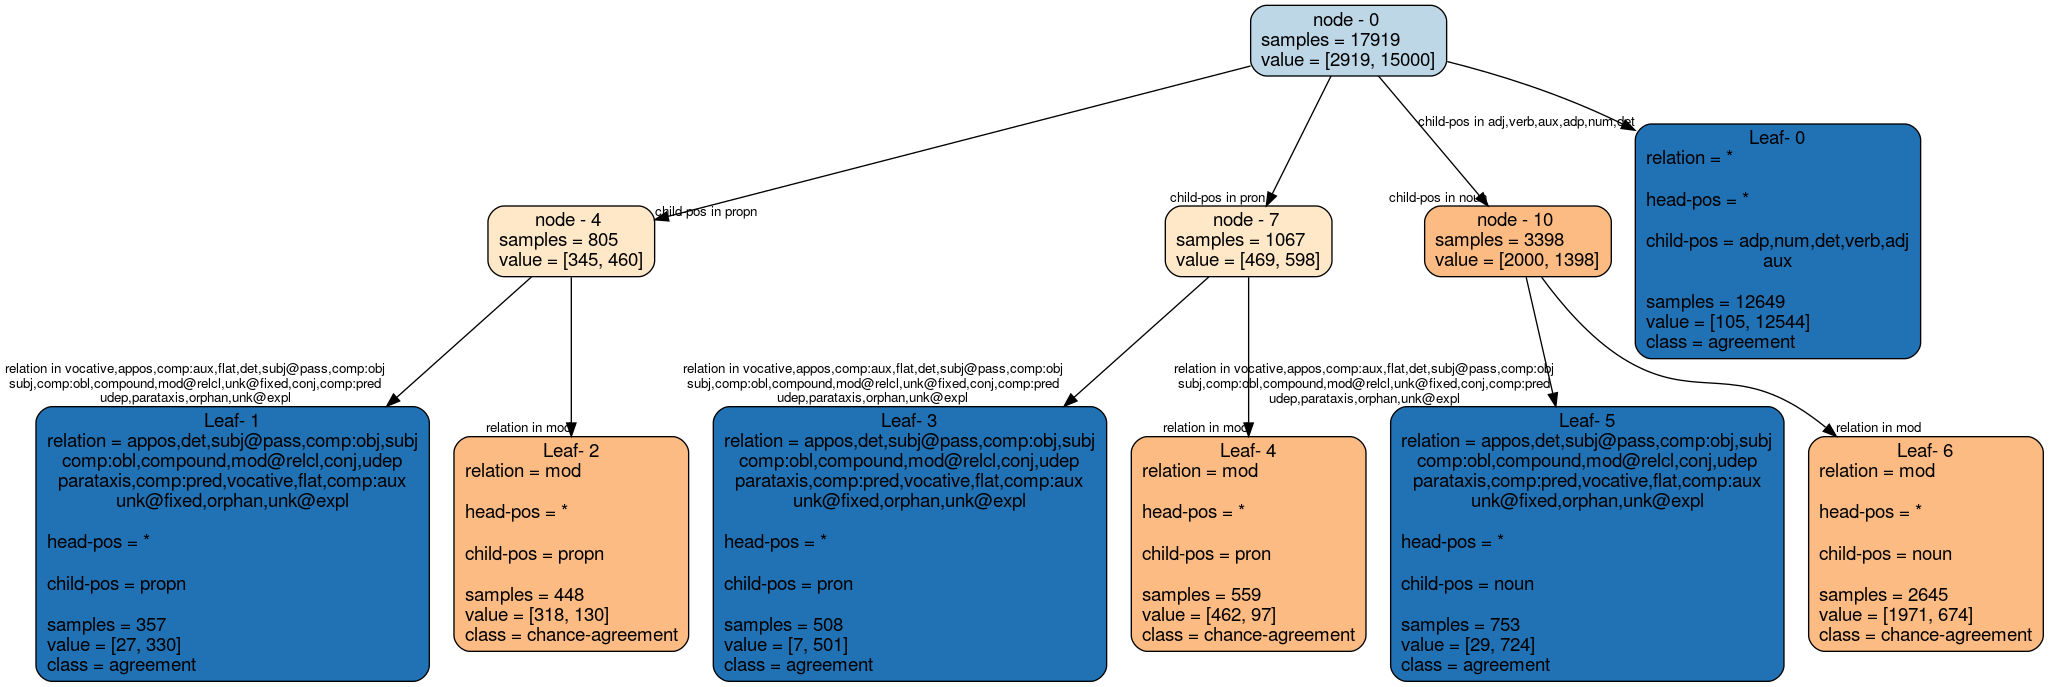 node - 0
samples = 17919
value = [2919, 15000]
child-pos in adj,verb,aux,adp,num,det
Leaf- 0
relation = *
head-pos = *
child-pos = adp,num,det,verb,adj
aux
samples = 12649
value = [105, 12544]
class = agreement
child-pos in propn
child-pos in pron
child-pos in noun
node - 4
samples = 805
value = [345, 460]
node - 7
samples = 1067
value = [469, 598]
node - 10
samples = 3398
value = [2000, 1398]
relation in vocative,appos,comp:aux,flat,det,subj@pass,comp:obj
subj,comp:obl,compound,mod@relcl,unk@fixed,conj,comp:pred
udep,parataxis,orphan,unk@expl
relation in mod
relation in vocative,appos,comp:aux,flat,det,subj@pass,comp:obj
subj,comp:obl,compound,mod@relcl,unk@fixed,conj,comp:pred
udep,parataxis,orphan,unk@expl
relation in mod
relation in vocative,appos,comp:aux,flat,det,subj@pass,comp:obj
subj,comp:obl,compound,mod@relcl,unk@fixed,conj,comp:pred
udep,parataxis,orphan,unk@expl
relation in mod
Leaf- 1
relation = appos,det,subj@pass,comp:obj,subj
comp:obl,compound,mod@relcl,conj,udep
parataxis,comp:pred,vocative,flat,comp:aux
unk@fixed,orphan,unk@expl
head-pos = *
child-pos = propn
samples = 357
value = [27, 330]
class = agreement
Leaf- 2
relation = mod
head-pos = *
child-pos = propn
samples = 448
value = [318, 130]
class = chance-agreement
Leaf- 3
relation = appos,det,subj@pass,comp:obj,subj
comp:obl,compound,mod@relcl,conj,udep
parataxis,comp:pred,vocative,flat,comp:aux
unk@fixed,orphan,unk@expl
head-pos = *
child-pos = pron
samples = 508
value = [7, 501]
class = agreement
Leaf- 4
relation = mod
head-pos = *
child-pos = pron
samples = 559
value = [462, 97]
class = chance-agreement
Leaf- 5
relation = appos,det,subj@pass,comp:obj,subj
comp:obl,compound,mod@relcl,conj,udep
parataxis,comp:pred,vocative,flat,comp:aux
unk@fixed,orphan,unk@expl
head-pos = *
child-pos = noun
samples = 753
value = [29, 724]
class = agreement
Leaf- 6
relation = mod
head-pos = *
child-pos = noun
samples = 2645
value = [1971, 674]
class = chance-agreement